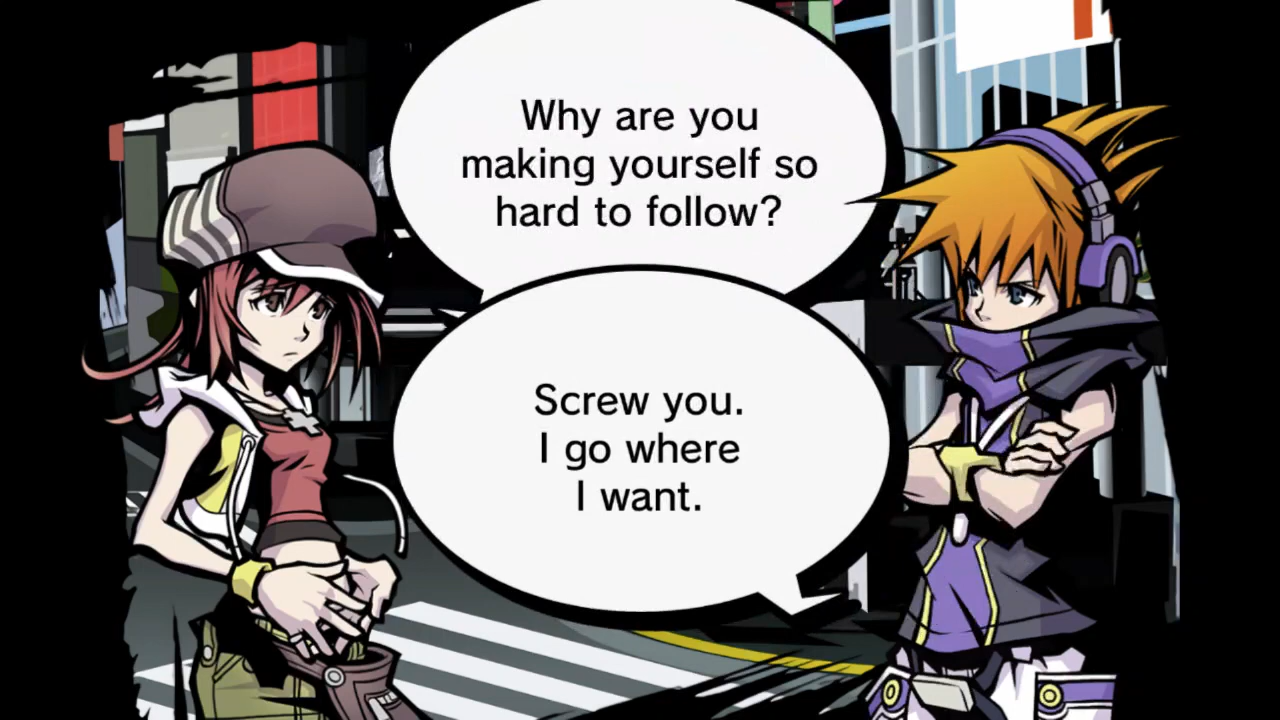 Why are you
making yourself so
hard to follow?
Screw you.
I go where
I want.